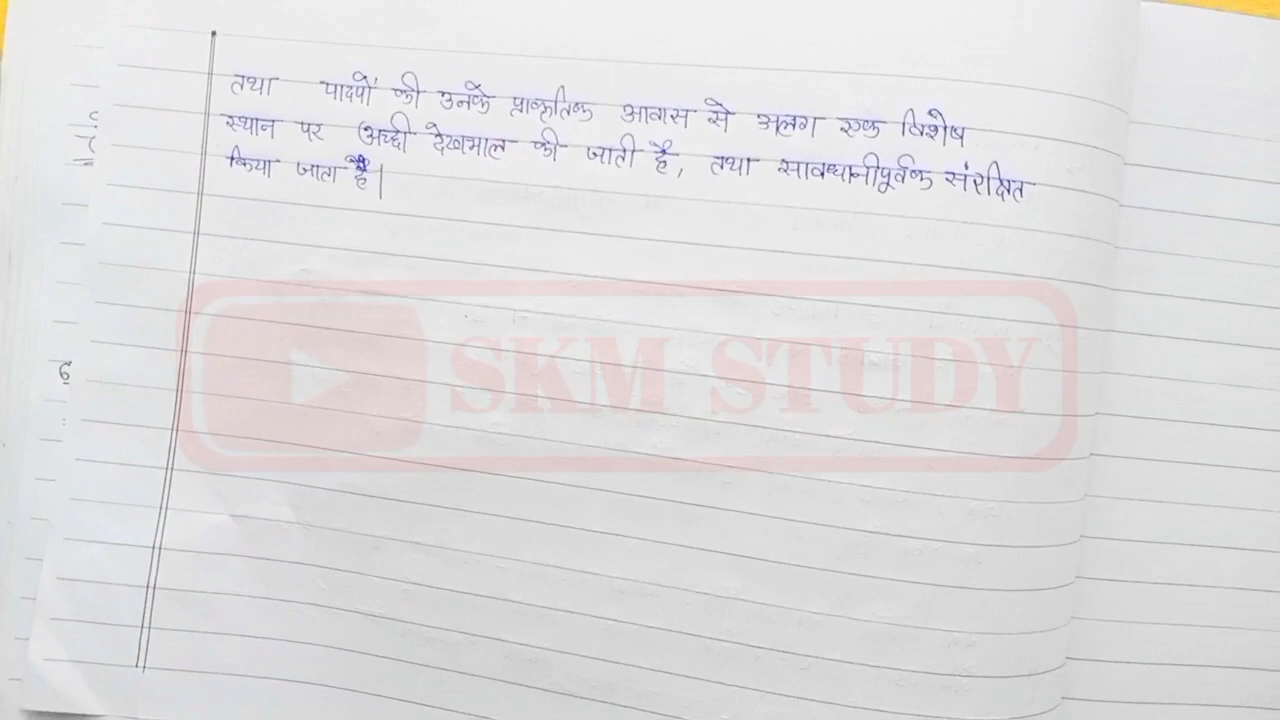 तथा पादपों की उनके प्राकृतिक आवास से अलग एक विशेष
स्थान पर अच्छी देखभाल की जाती है, तथा सावधानीपूर्वक संरक्षित
किया जाता है।
SKM STUDY